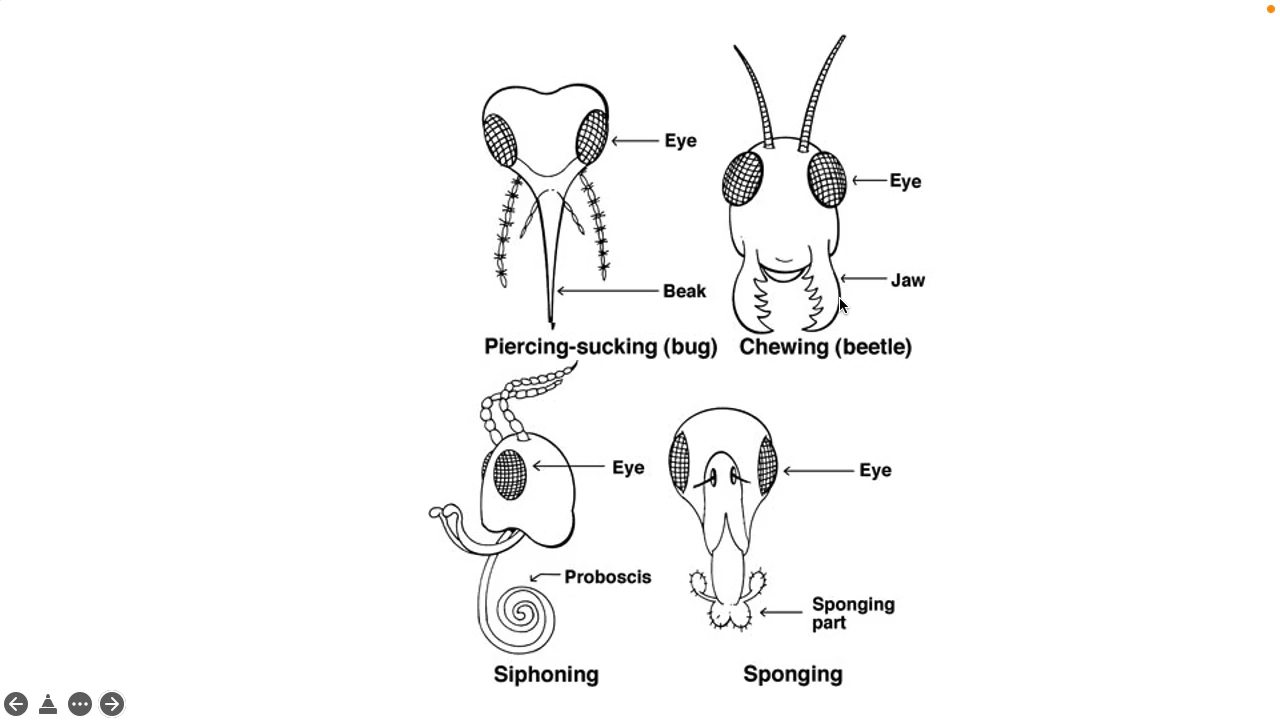 Eye
Eye
Beak
Jaw
Piercing-sucking (bug)
Chewing (beetle)
Eye
Eye
Proboscis
Sponging
part
Siphoning
Sponging